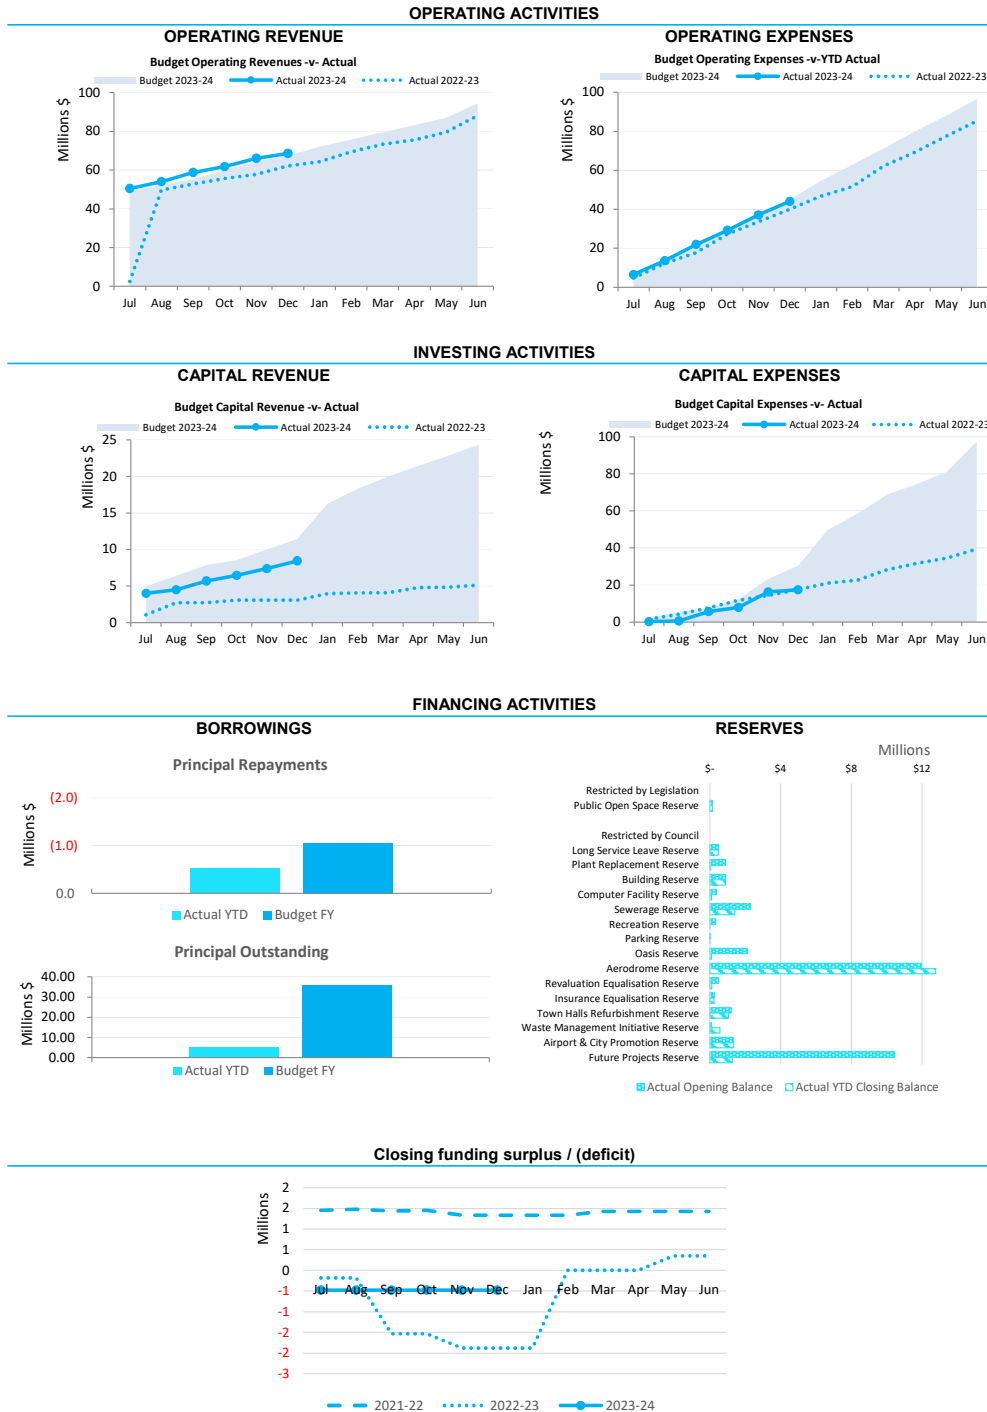 OPERATING ACTIVITIES
OPERATING REVENUE
Budget Operating Revenues -v- Actual
Budget 2023-24 Actual 2023-24 Actual 2022-23
Millions $
100
80
60
40
20
0
Jul Aug Sep Oct Nov Dec Jan Feb Mar Apr May Jun
OPERATING EXPENSES
Budget Operating Expenses -v-YTD Actual
Budget 2023-24 Actual 2023-24 Actual 2022-23
Millions $
100
80
60
40
20
0
Jul Aug Sep Oct Nov Dec Jan Feb Mar Apr May Jun
INVESTING ACTIVITIES
CAPITAL REVENUE
Budget Capital Revenue -v- Actual
Budget 2023-24 Actual 2023-24 Actual 2022-23
Millions $
25
20
15
10
5
0
Jul Aug Sep Oct Nov Dec Jan Feb Mar Apr May Jun
CAPITAL EXPENSES
Budget Capital Expenses -v- Actual
Budget 2023-24 Actual 2023-24 Actual 2022-23
Millions $
100
80
60
40
20
0
Jul Aug Sep Oct Nov Dec Jan Feb Mar Apr May Jun
FINANCING ACTIVITIES
BORROWINGS
Principal Repayments
Millions $
(2.0)
(1.0)
0.0
Actual YTD Budget FY
Principal Outstanding
Millions $
40.00
30.00
20.00
10.00
0.00
Actual YTD Budget FY
RESERVES
Millions
$- $4 $8 $12
Restricted by Legislation
Public Open Space Reserve
Restricted by Council
Long Service Leave Reserve
Plant Replacement Reserve
Building Reserve
Computer Facility Reserve
Sewerage Reserve
Recreation Reserve
Parking Reserve
Oasis Reserve
Aerodrome Reserve
Revaluation Equalisation Reserve
Insurance Equalisation Reserve
Town Halls Refurbishment Reserve
Waste Management Initiative Reserve
Airport & City Promotion Reserve
Future Projects Reserve
Actual Opening Balance Actual YTD Closing Balance
Closing funding surplus / (deficit)
Millions
2
2
1
1
0
-1
-1
-2
-2
-3
Jul Aug Sep Oct Nov Dec Jan Feb Mar Apr May Jun
2021-22 2022-23 2023-24